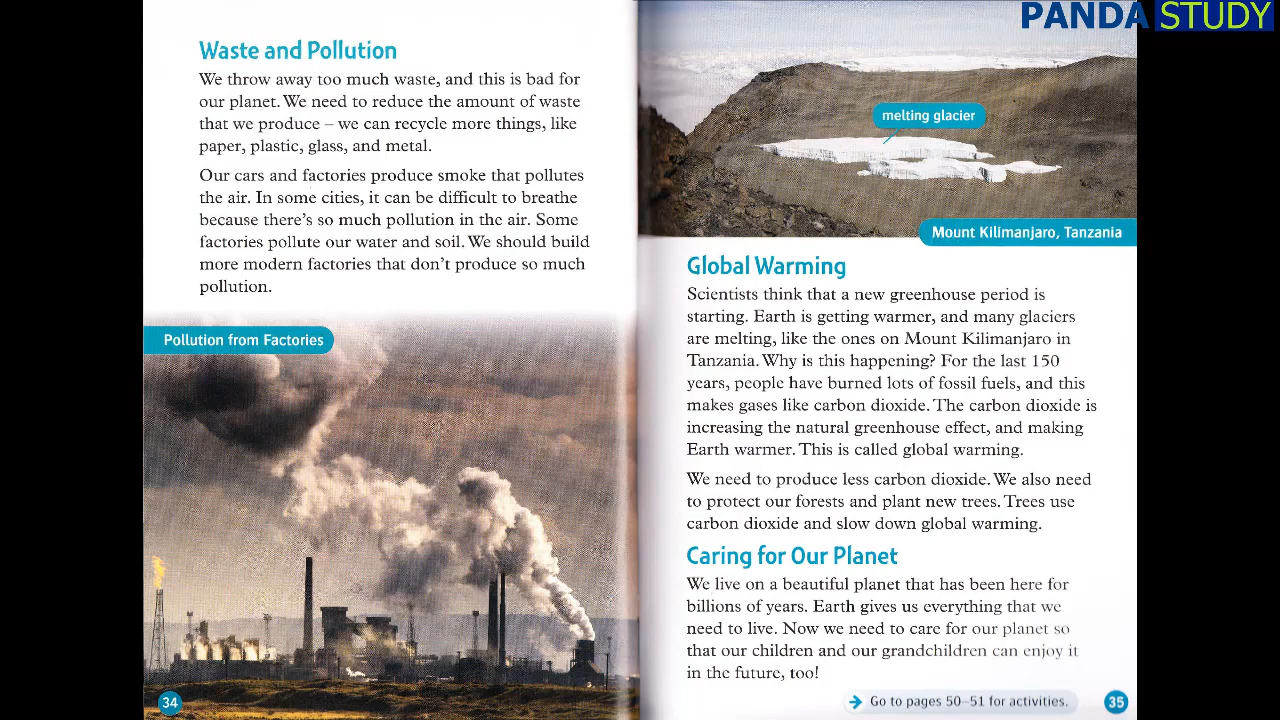 PANDA STUDY
Waste and Pollution
We throw away too much waste, and this is bad for
our planet. We need to reduce the amount of waste
that we produce – we can recycle more things, like
paper, plastic, glass, and metal.
Our cars and factories produce smoke that pollutes
the air. In some cities, it can be difficult to breathe
because there's so much pollution in the air. Some
factories pollute our water and soil. We should build
more modern factories that don't produce so much
pollution.
Pollution from Factories
34
melting glacier
Mount Kilimanjaro, Tanzania
Global Warming
Scientists think that a new greenhouse period is
starting. Earth is getting warmer, and many glaciers
are melting, like the ones on Mount Kilimanjaro in
Tanzania. Why is this happening? For the last 150
years, people have burned lots of fossil fuels, and this
makes gases like carbon dioxide. The carbon dioxide is
increasing the natural greenhouse effect, and making
Earth warmer. This is called global warming.
We need to produce less carbon dioxide. We also need
to protect our forests and plant new trees. Trees use
carbon dioxide and slow down global warming.
Caring for Our Planet
We live on a beautiful planet that has been here for
billions of years. Earth gives us everything that we
need to live. Now we need to care for our planet so
that our children and our grandchildren can enjoy it
in the future, too!
Go to pages 50–51 for activities.
35